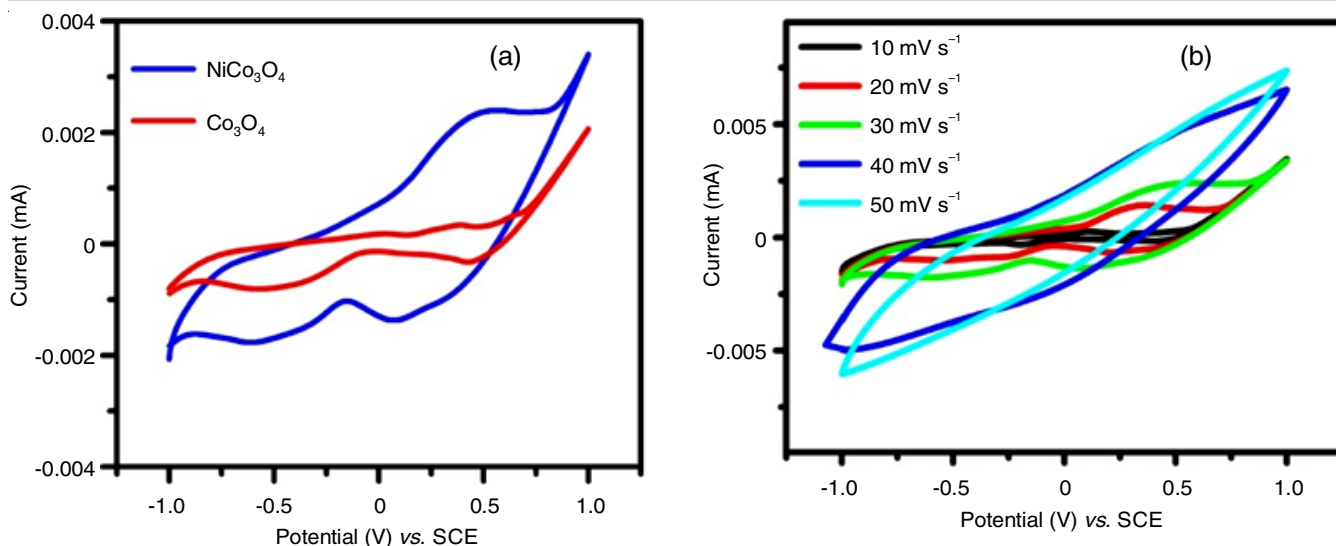 (a)
NiCo₃O₄
Co₃O₄
0.004
0.002
0
-0.002
-0.004
Current (mA)
-1.0 -0.5 0 0.5 1.0
Potential (V) vs. SCE
(b)
10 mV s⁻¹
20 mV s⁻¹
30 mV s⁻¹
40 mV s⁻¹
50 mV s⁻¹
0.005
0
-0.005
Current (mA)
-1.0 -0.5 0 0.5 1.0
Potential (V) vs. SCE